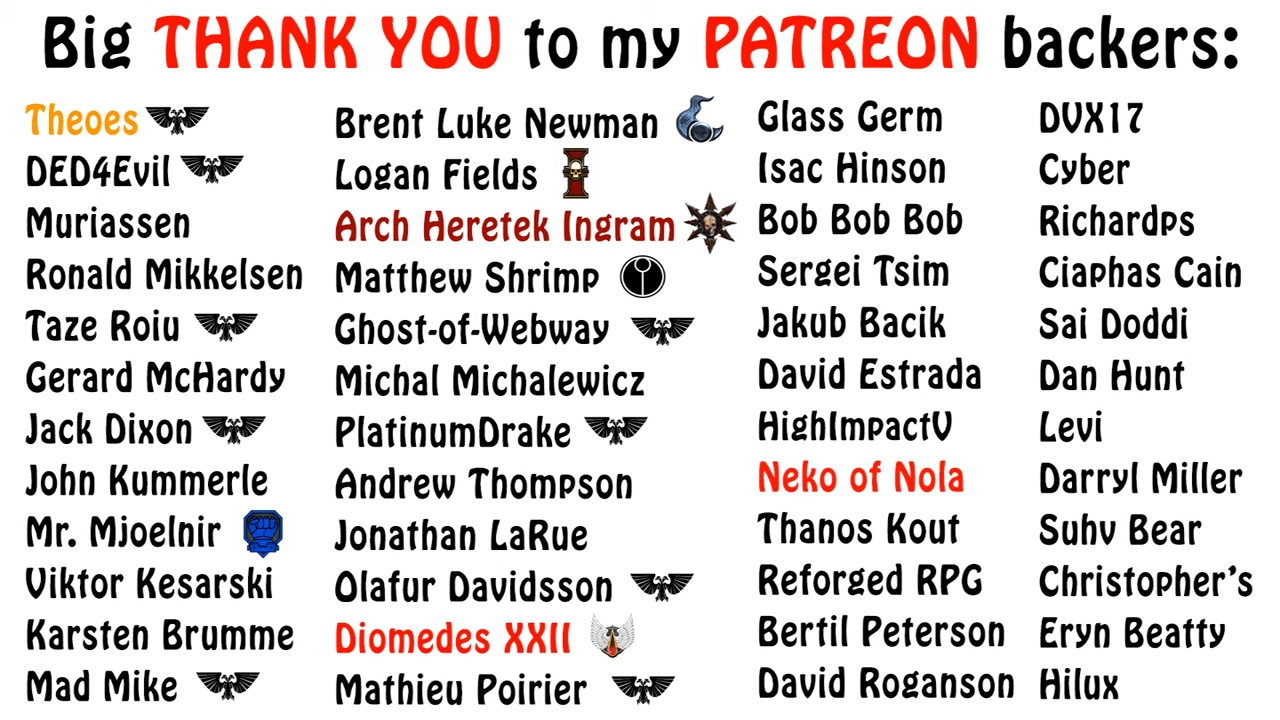 Big THANK YOU to my PATREON backers:
Theoes
DED4Evil
Muriassen
Ronald Mikkelsen
Taze Roiu
Gerard McHardy
Jack Dixon
John Kummerle
Mr. Mjoelnir
Viktor Kesarski
Karsten Brumme
Mad Mike
Brent Luke Newman
Logan Fields
Arch Heretek Ingram
Matthew Shrimp
Ghost-of-Webway
Michal Michalewicz
PlatinumDrake
Andrew Thompson
Jonathan LaRue
Olafur Davidsson
Diomedes XXII
Mathieu Poirier
Glass Germ
Isac Hinson
Bob Bob Bob
Sergei Tsim
Jakub Bacik
David Estrada
HighImpactV
Neko of Nola
Thanos Kout
Reforged RPG
Bertil Peterson
David Roganson
DVX17
Cyber
Richardps
Ciaphas Cain
Sai Doddi
Dan Hunt
Levi
Darryl Miller
Suhv Bear
Christopher's
Eryn Beatty
Hilux